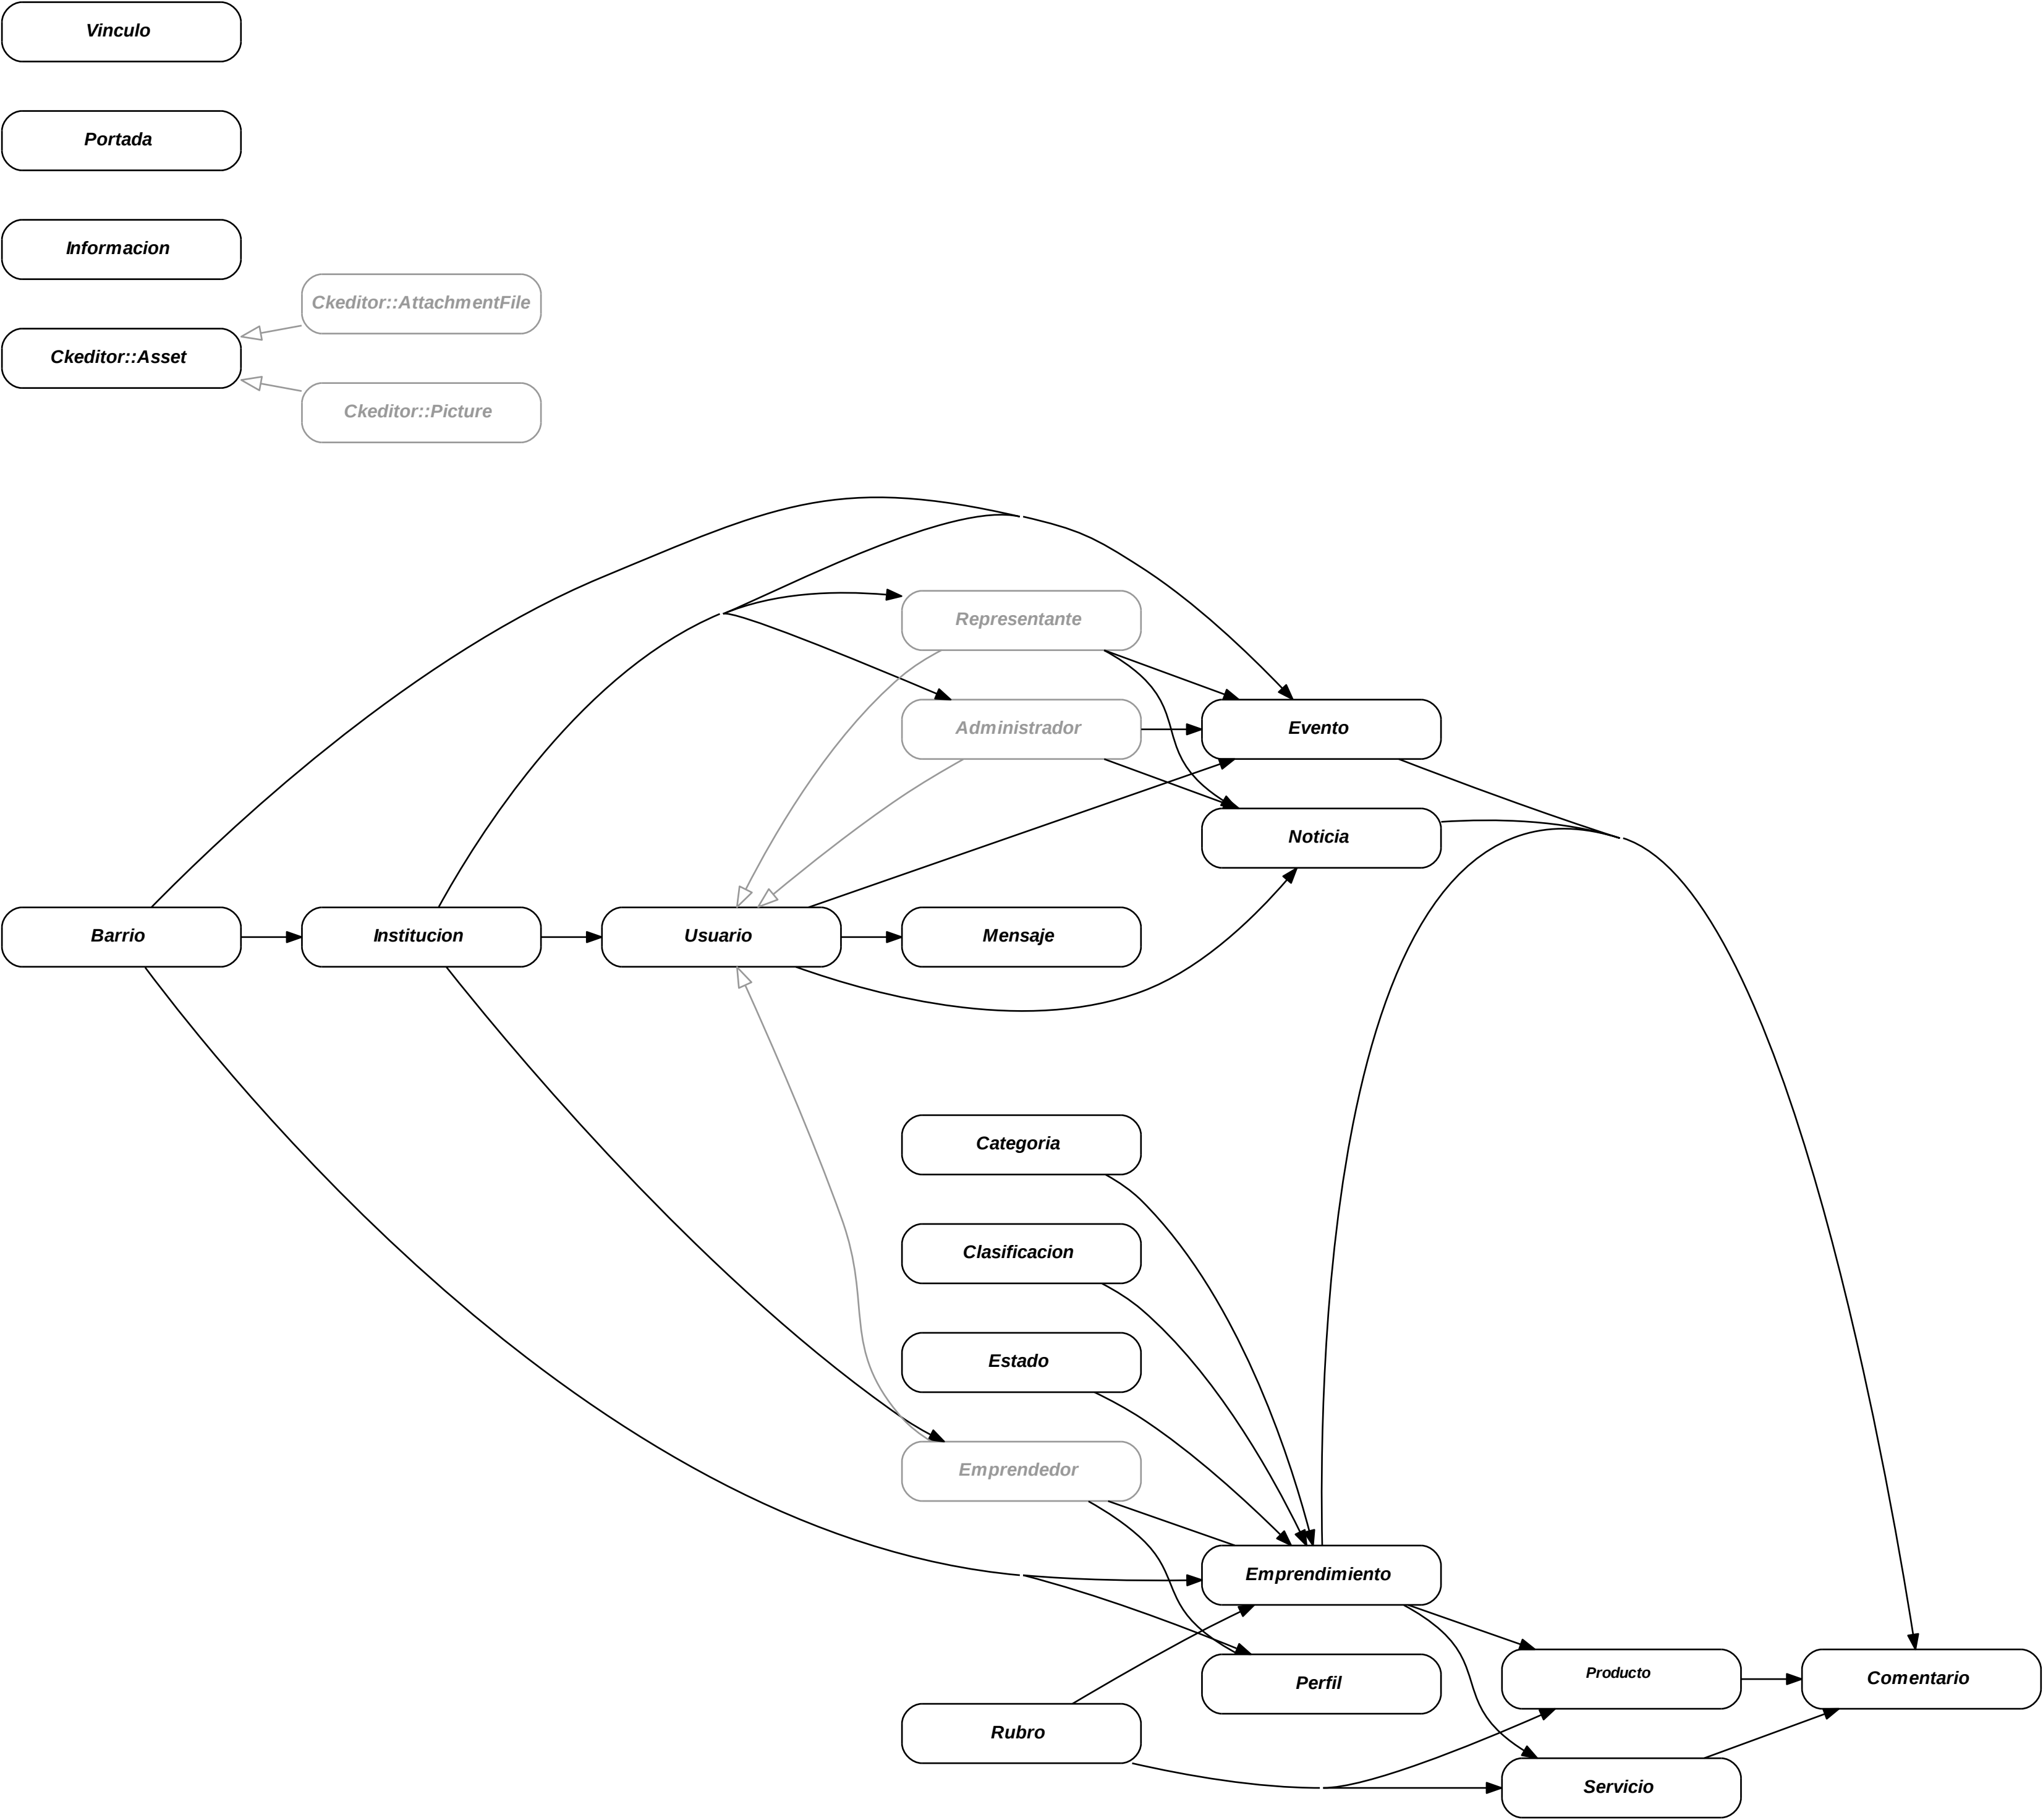 Vinculo
Portada
Informacion
Ckeditor::AttachmentFile
Ckeditor::Asset
Ckeditor::Picture
Representante
Administrador
Evento
Noticia
Barrio
Institucion
Usuario
Mensaje
Categoria
Clasificacion
Estado
Emprendedor
Emprendimiento
Perfil
Producto
Comentario
Rubro
Servicio